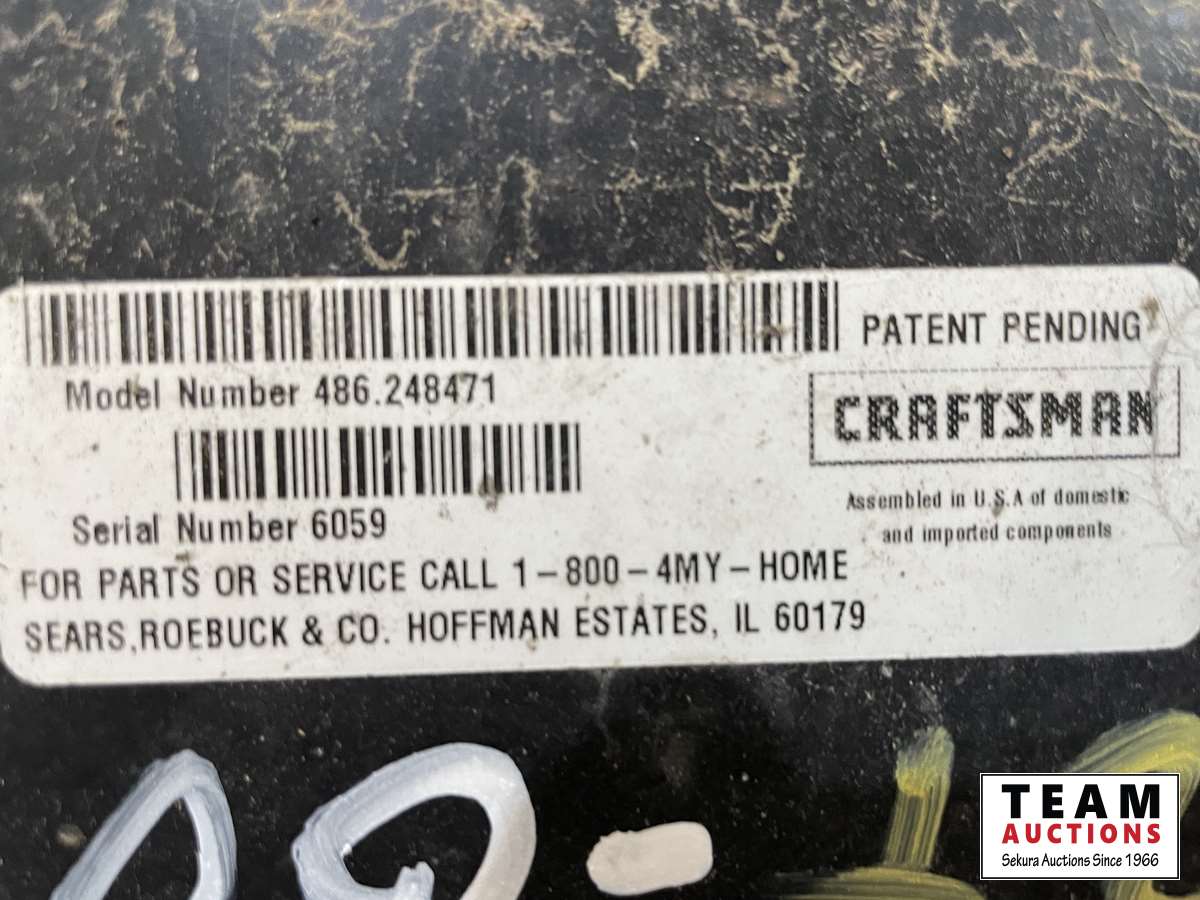 PATENT PENDING
Model Number 486.248471
CRAFTSMAN
Assembled in U.S.A of domestic
and imported components
Serial Number 6059
FOR PARTS OR SERVICE CALL 1-800-4MY-HOME
SEARS,ROEBUCK & CO. HOFFMAN ESTATES, IL 60179
TEAM
AUCTIONS
Sekura Auctions Since 1966